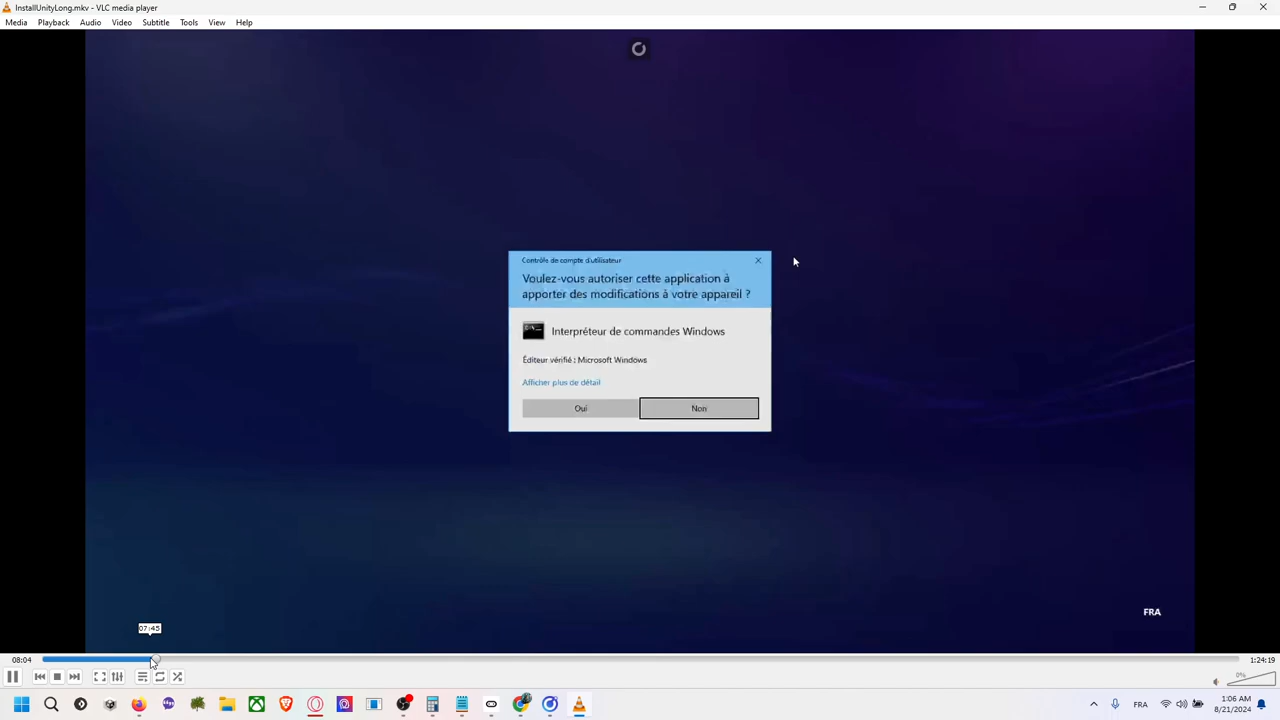 InstallUnityLong.mkv - VLC media player
Media Playback Audio Video Subtitle Tools View Help
Contrôle de compte d'utilisateur
Voulez-vous autoriser cette application à
apporter des modifications à votre appareil ?
Interpréteur de commandes Windows
Éditeur vérifié : Microsoft Windows
Afficher plus de détail
Oui Non
FRA
07:45
08:04 1:24:19
0%
FRA
1:06 AM
8/21/2024